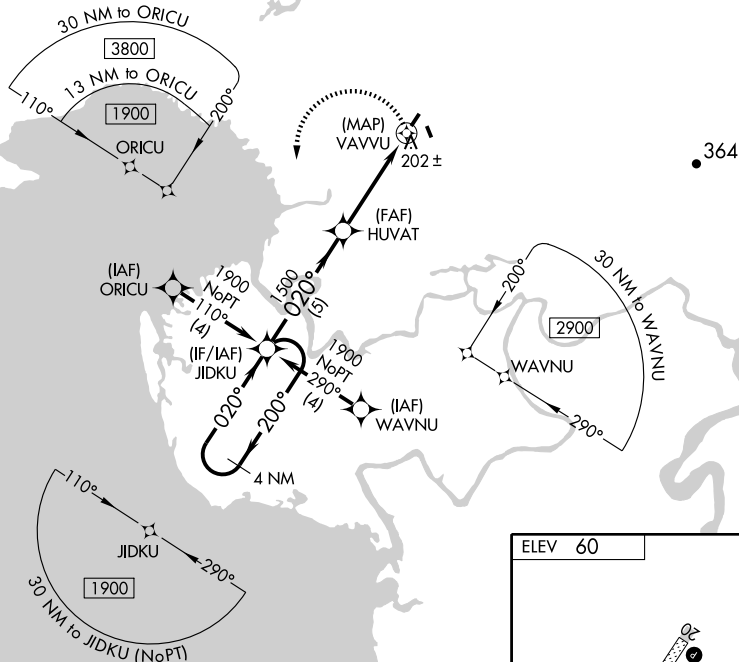 30 NM to ORICU
3800
13 NM to ORICU
110°
1900
200°
ORICU
(MAP)
VAVVU
202 ±
364
(FAF)
HUVAT
(IAF)
ORICU
1900
NoPT
110°
(4)
1500
020°
(5)
(IF/IAF)
JIDKU
1900
NoPT
290°
(4)
(IAF)
WAVNU
020°
200°
4 NM
30 NM to WAVNU
200°
2900
WAVNU
290°
110°
JIDKU
290°
1900
30 NM to JIDKU (NoPT)
ELEV 60
20
P